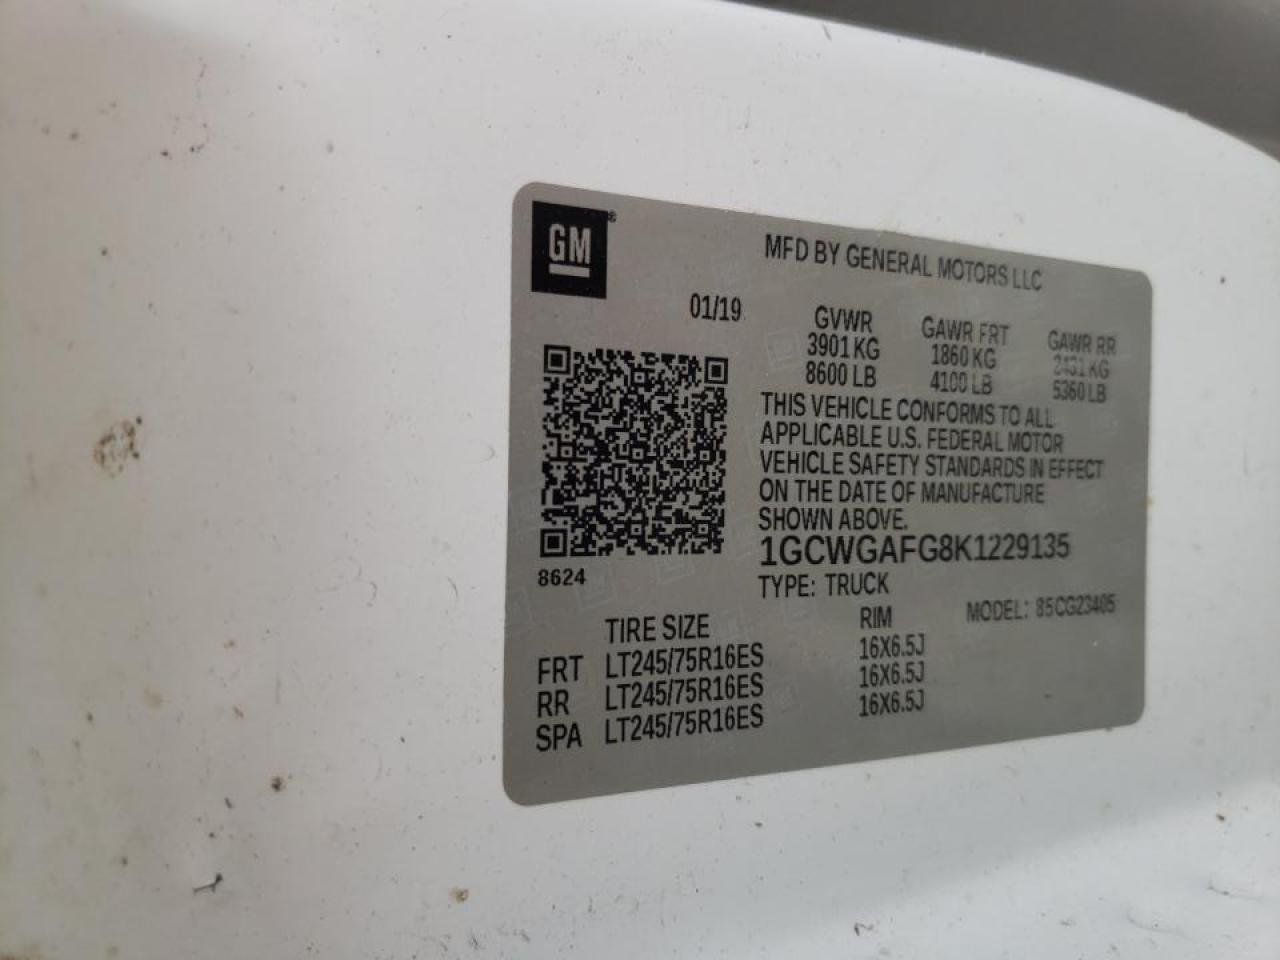 GM®
MFD BY GENERAL MOTORS LLC
01/19
GVWR GAWR FRT GAWR RR
3901 KG 1860 KG 2431 KG
8600 LB 4100 LB 5360 LB
THIS VEHICLE CONFORMS TO ALL
APPLICABLE U.S. FEDERAL MOTOR
VEHICLE SAFETY STANDARDS IN EFFECT
ON THE DATE OF MANUFACTURE
SHOWN ABOVE.
1GCWGAFG8K1229135
8624
TYPE: TRUCK MODEL: 85CG23405
TIRE SIZE RIM
FRT LT245/75R16ES 16X6.5J
RR LT245/75R16ES 16X6.5J
SPA LT245/75R16ES 16X6.5J